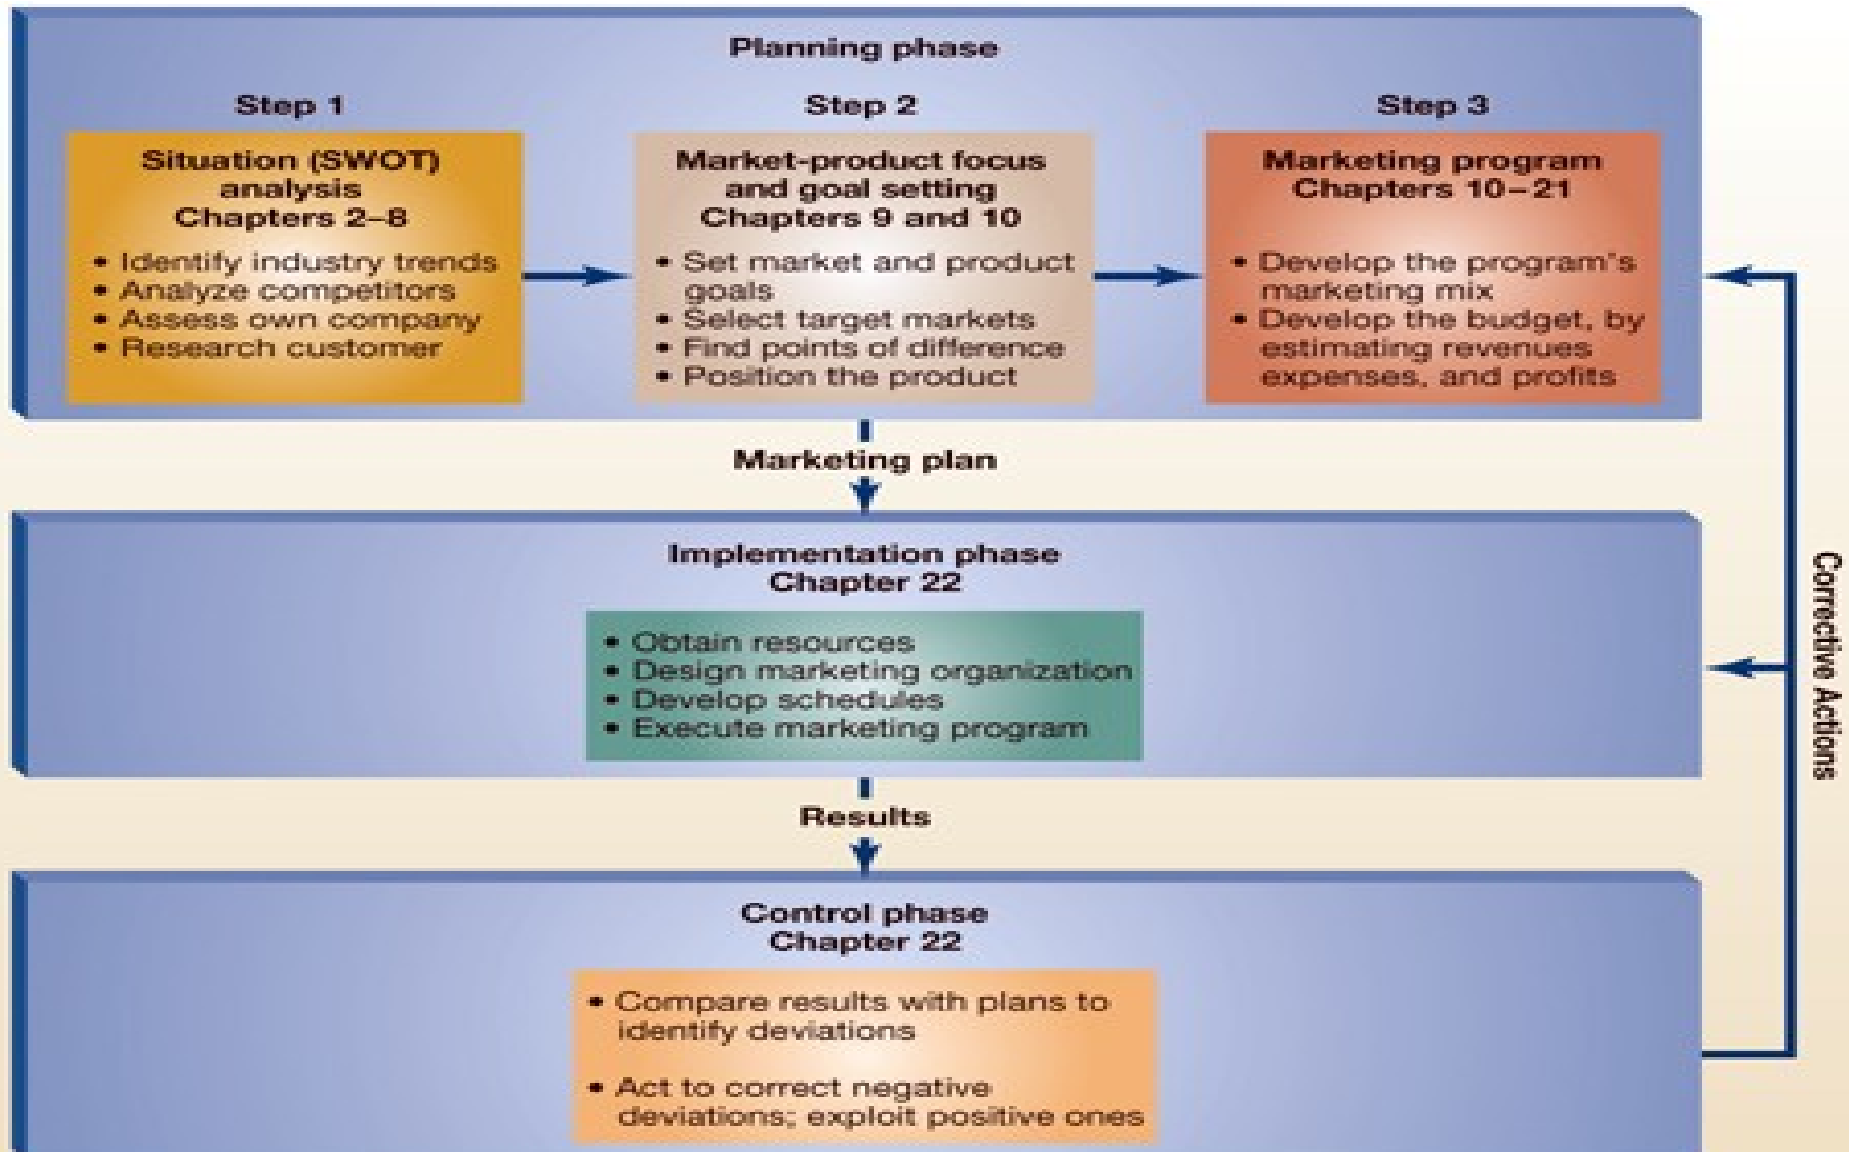 Planning phase
Step 1
Situation (SWOT)
analysis
Chapters 2–8
• Identify industry trends
• Analyze competitors
• Assess own company
• Research customer
Step 2
Market-product focus
and goal setting
Chapters 9 and 10
• Set market and product
goals
• Select target markets
• Find points of difference
• Position the product
Step 3
Marketing program
Chapters 10–21
• Develop the program's
marketing mix
• Develop the budget, by
estimating revenues
expenses, and profits
Marketing plan
Implementation phase
Chapter 22
• Obtain resources
• Design marketing organization
• Develop schedules
• Execute marketing program
Results
Control phase
Chapter 22
• Compare results with plans to
identify deviations
• Act to correct negative
deviations; exploit positive ones
Corrective Actions